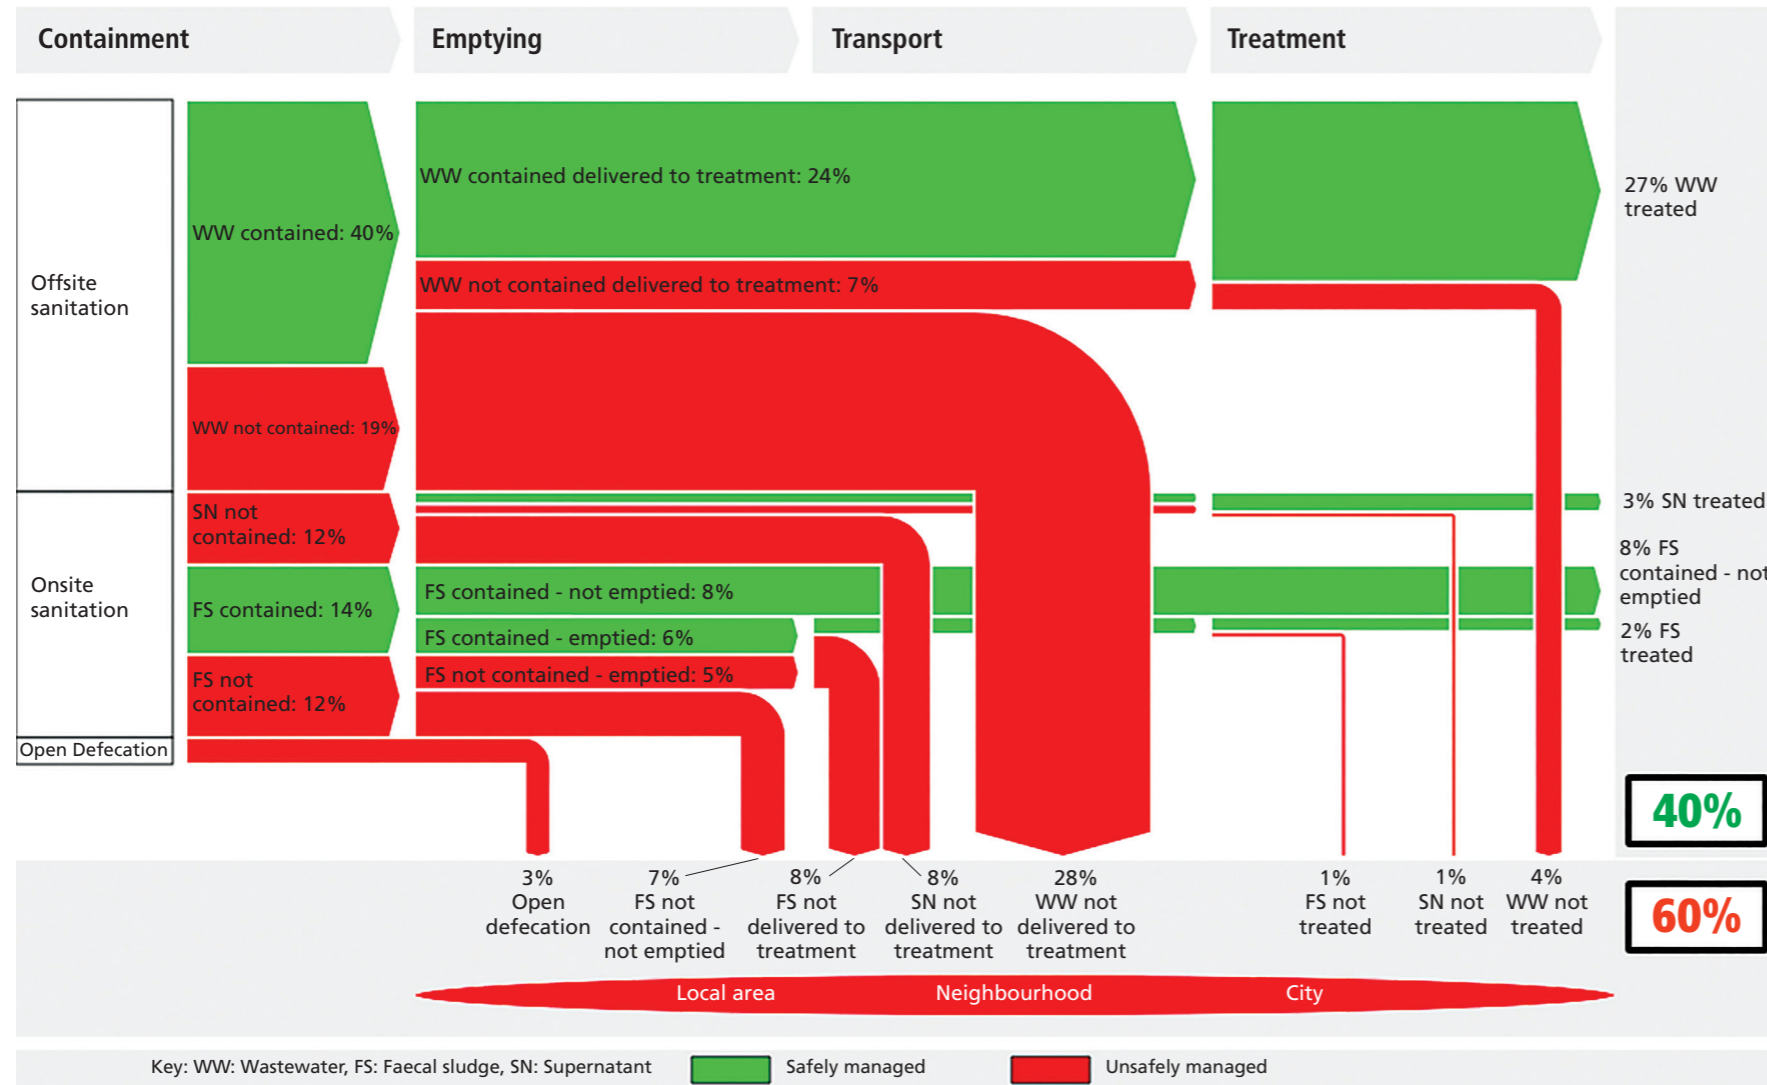 Containment
Emptying
Transport
Treatment
Offsite
sanitation
WW contained: 40%
WW not contained: 19%
WW contained delivered to treatment: 24%
WW not contained delivered to treatment: 7%
27% WW
treated
Onsite
sanitation
SN not
contained: 12%
FS contained: 14%
FS not
contained: 12%
FS contained - not emptied: 8%
FS contained - emptied: 6%
FS not contained - emptied: 5%
3% SN treated
8% FS
contained - not
emptied
2% FS
treated
Open Defecation
40%
3%
Open
defecation
7%
FS not
contained -
not emptied
8%
FS not
delivered to
treatment
8%
SN not
delivered to
treatment
28%
WW not
delivered to
treatment
1%
FS not
treated
1%
SN not
treated
4%
WW not
treated
60%
Local area
Neighbourhood
City
Key: WW: Wastewater, FS: Faecal sludge, SN: Supernatant
Safely managed
Unsafely managed